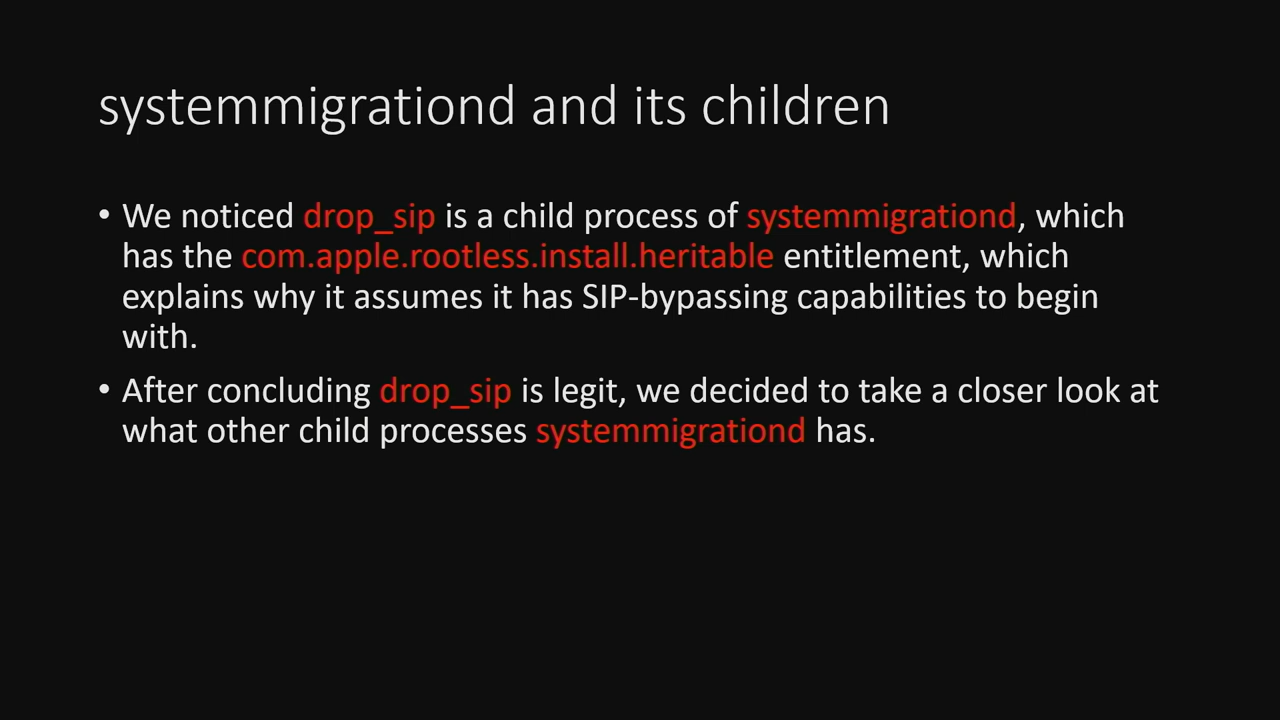 systemmigrationd and its children
• We noticed drop_sip is a child process of systemmigrationd, which
has the com.apple.rootless.install.heritable entitlement, which
explains why it assumes it has SIP-bypassing capabilities to begin
with.
• After concluding drop_sip is legit, we decided to take a closer look at
what other child processes systemmigrationd has.